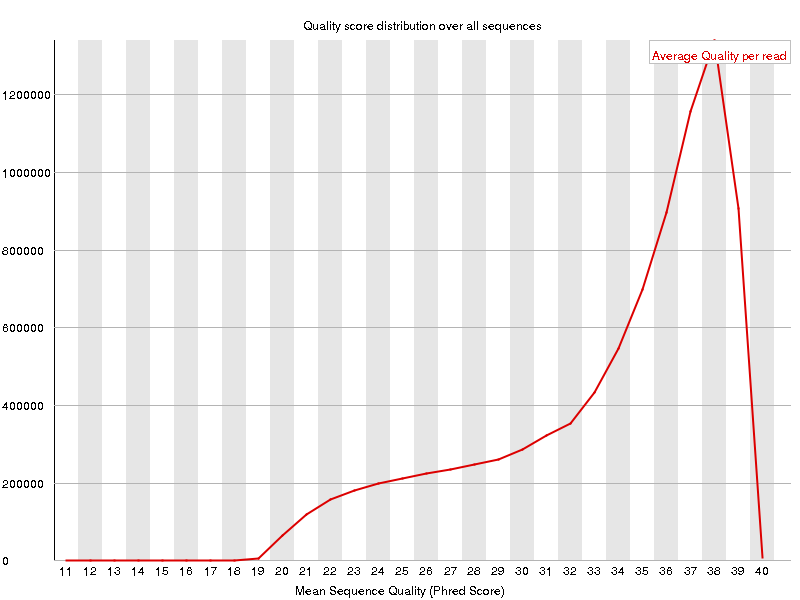 Quality score distribution over all sequences
Average Quality per read
1200000
1000000
800000
600000
400000
200000
0
11 12 13 14 15 16 17 18 19 20 21 22 23 24 25 26 27 28 29 30 31 32 33 34 35 36 37 38 39 40
Mean Sequence Quality (Phred Score)